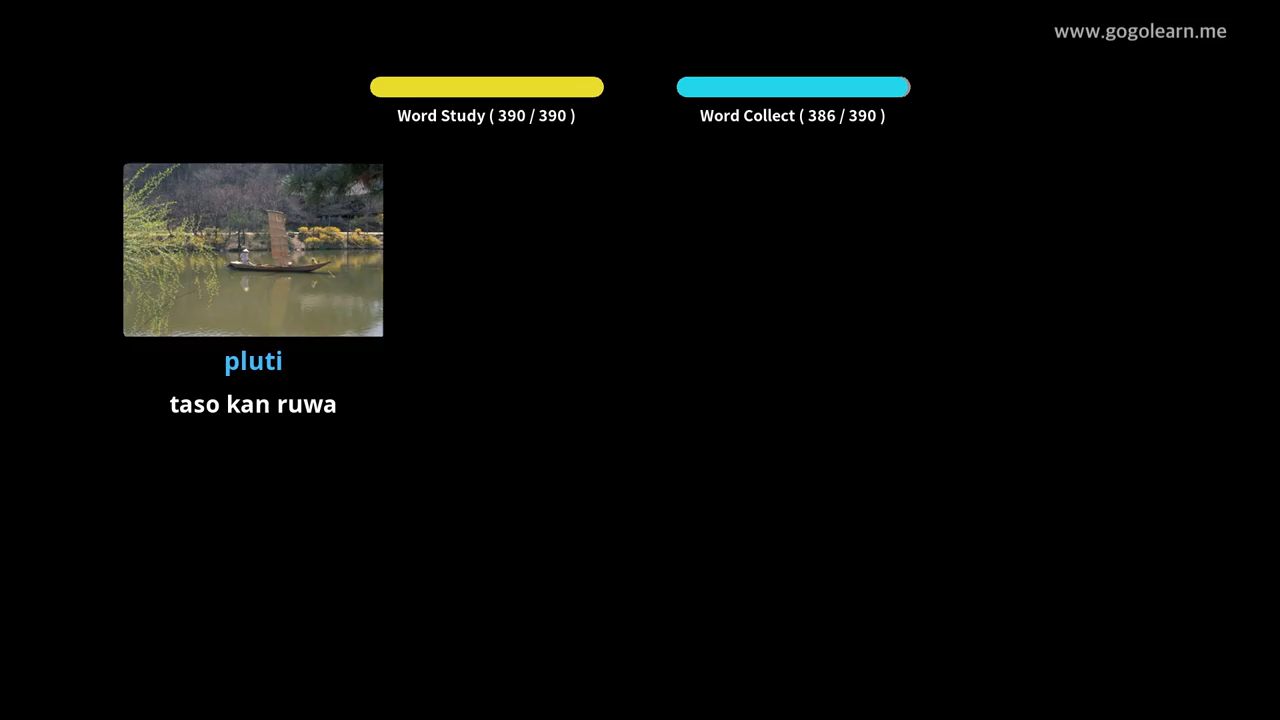 www.gogolearn.me
Word Study ( 390 / 390 )
Word Collect ( 386 / 390 )
pluti
taso kan ruwa